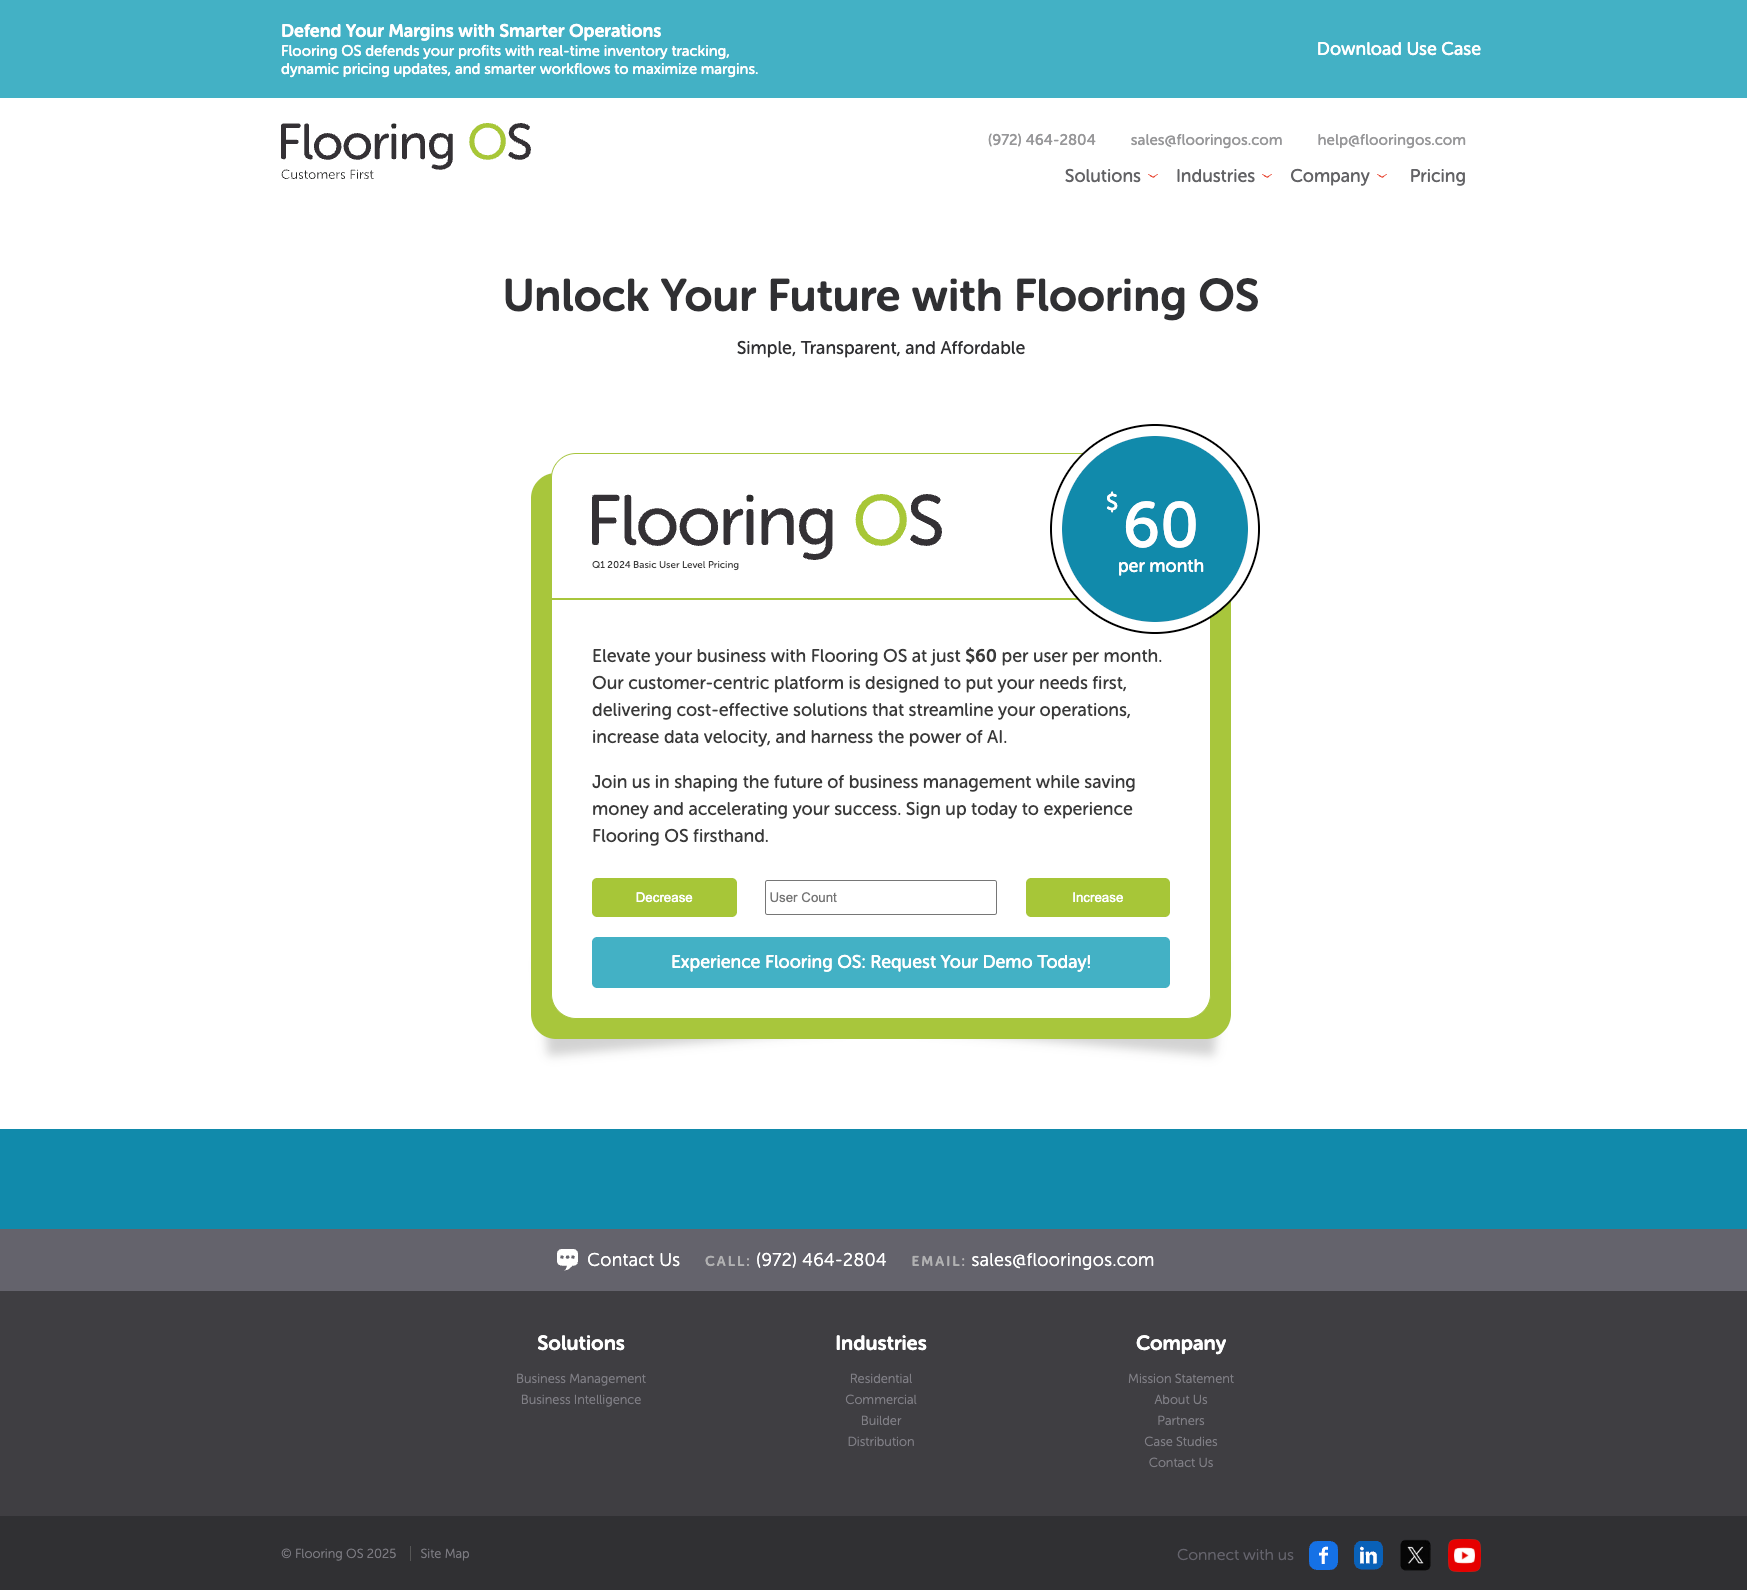 Defend Your Margins with Smarter Operations
Flooring OS defends your profits with real-time inventory tracking,
dynamic pricing updates, and smarter workflows to maximize margins.
Download Use Case
Flooring OS
Customers First
(972) 464-2804 sales@flooringos.com help@flooringos.com
Solutions Industries Company Pricing
Unlock Your Future with Flooring OS
Simple, Transparent, and Affordable
Flooring OS
Q1 2024 Basic User Level Pricing
$60
per month
Elevate your business with Flooring OS at just $60 per user per month.
Our customer-centric platform is designed to put your needs first,
delivering cost-effective solutions that streamline your operations,
increase data velocity, and harness the power of AI.
Join us in shaping the future of business management while saving
money and accelerating your success. Sign up today to experience
Flooring OS firsthand.
Decrease User Count Increase
Experience Flooring OS: Request Your Demo Today!
Contact Us CALL: (972) 464-2804 EMAIL: sales@flooringos.com
Solutions
Business Management
Business Intelligence
Industries
Residential
Commercial
Builder
Distribution
Company
Mission Statement
About Us
Partners
Case Studies
Contact Us
© Flooring OS 2025 Site Map
Connect with us